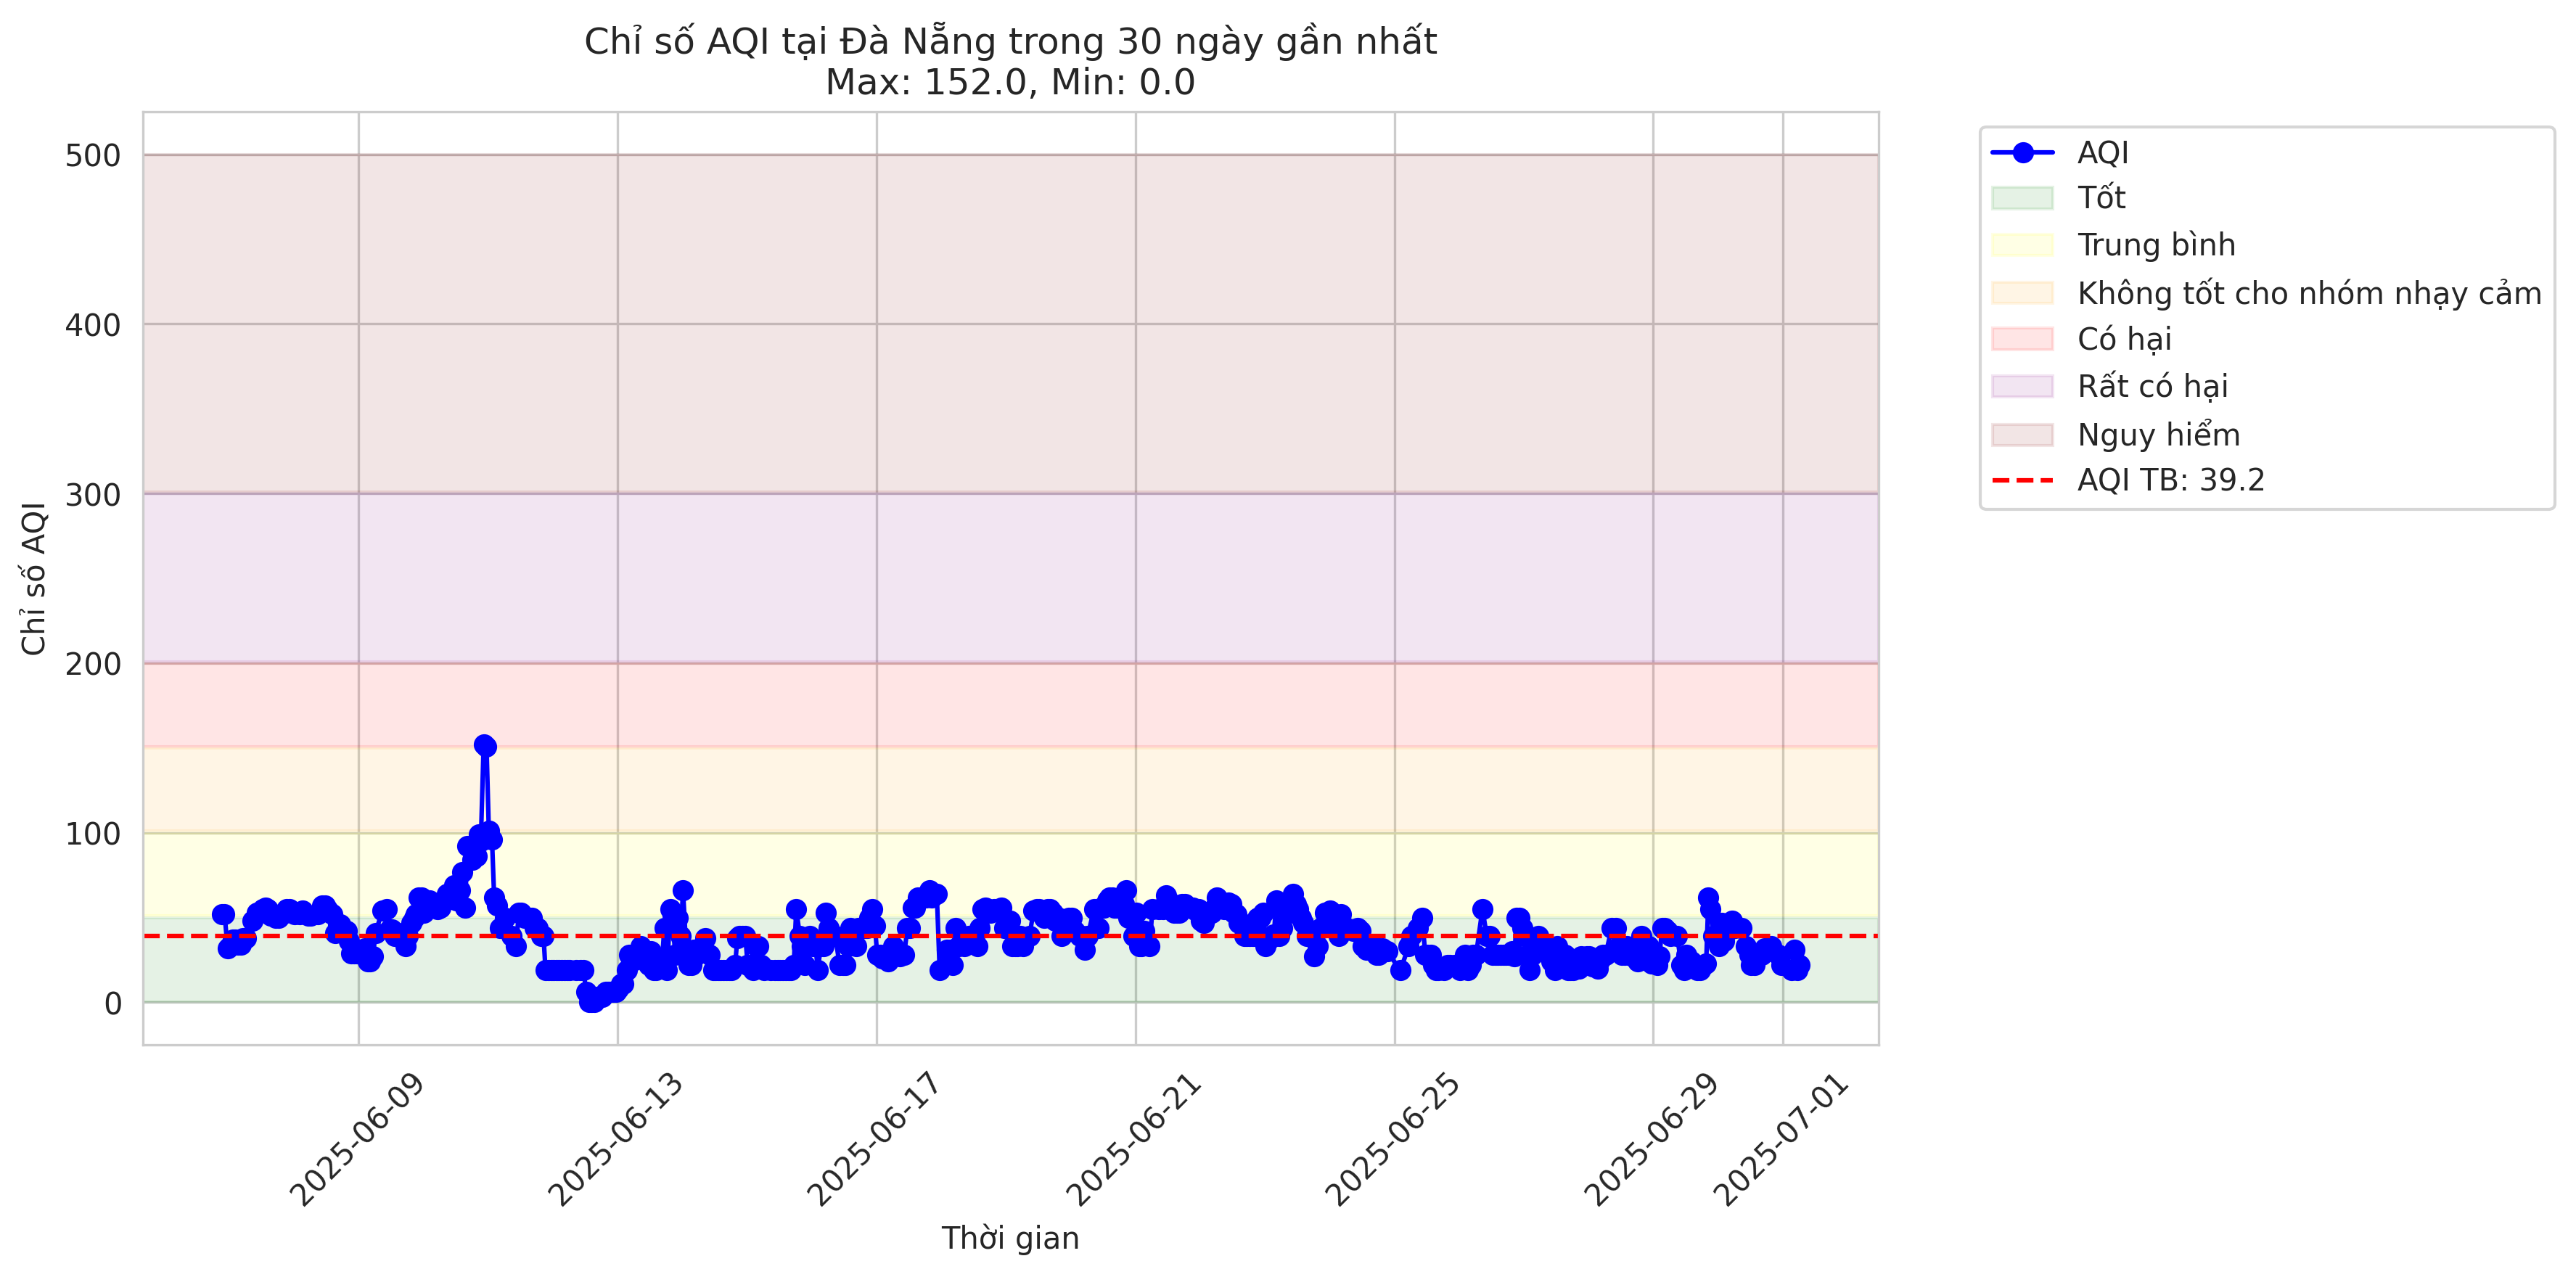 Chỉ số AQI tại Đà Nẵng trong 30 ngày gần nhất
Max: 152.0, Min: 0.0
Chỉ số AQI
500
400
300
200
100
0
2025-06-09
2025-06-13
2025-06-17
2025-06-21
2025-06-25
2025-06-29
2025-07-01
Thời gian
AQI
Tốt
Trung bình
Không tốt cho nhóm nhạy cảm
Có hại
Rất có hại
Nguy hiểm
AQI TB: 39.2